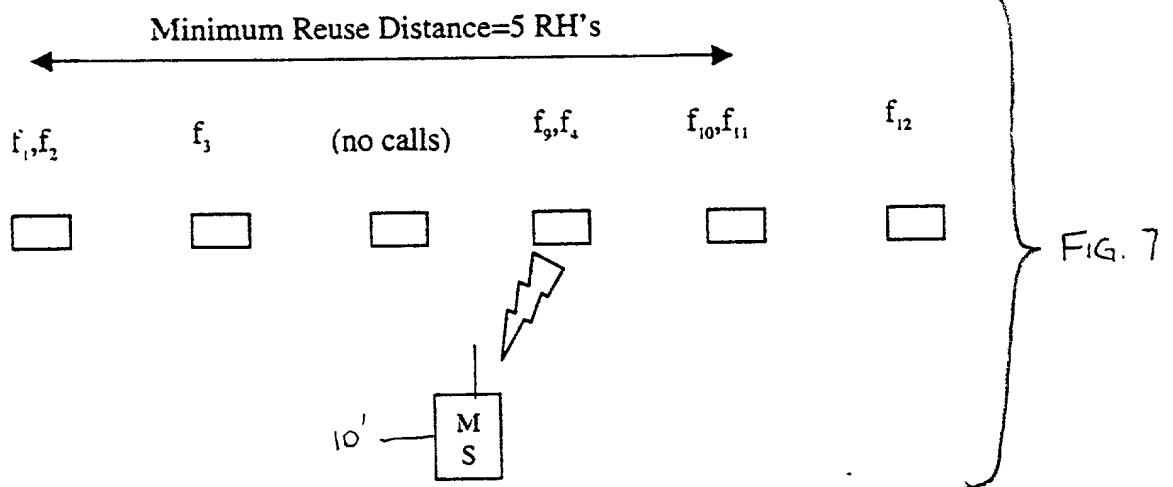 Minimum Reuse Distance=5 RH's
f₁,f₂ f₃ (no calls) f₉,f₄ f₁₀,f₁₁ f₁₂
FIG. 7
M
10'
S